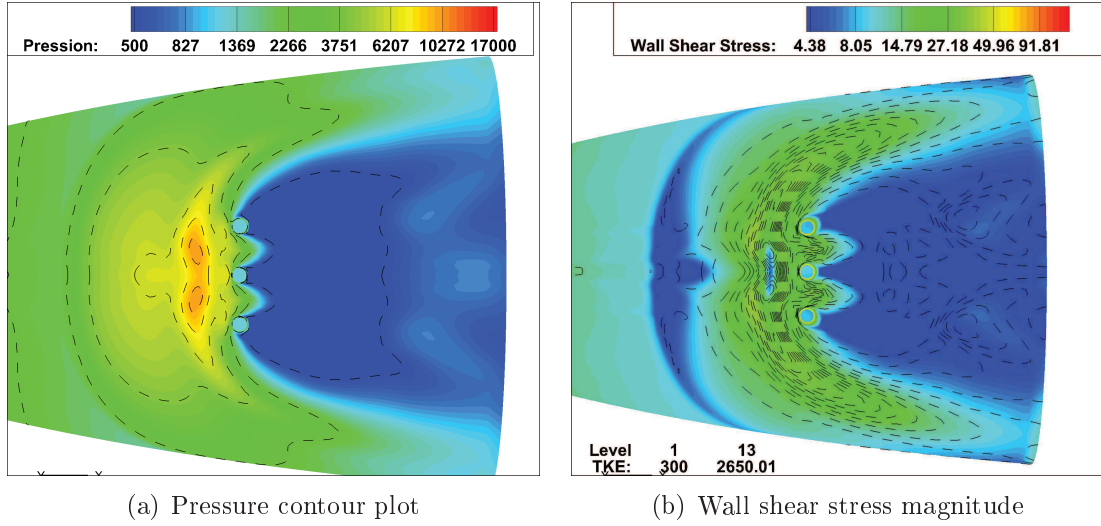 Pression: 500 827 1369 2266 3751 6207 10272 17000
Wall Shear Stress: 4.38 8.05 14.79 27.18 49.96 91.81
Level 1 13
TKE: 300 2650.01
(a) Pressure contour plot
(b) Wall shear stress magnitude